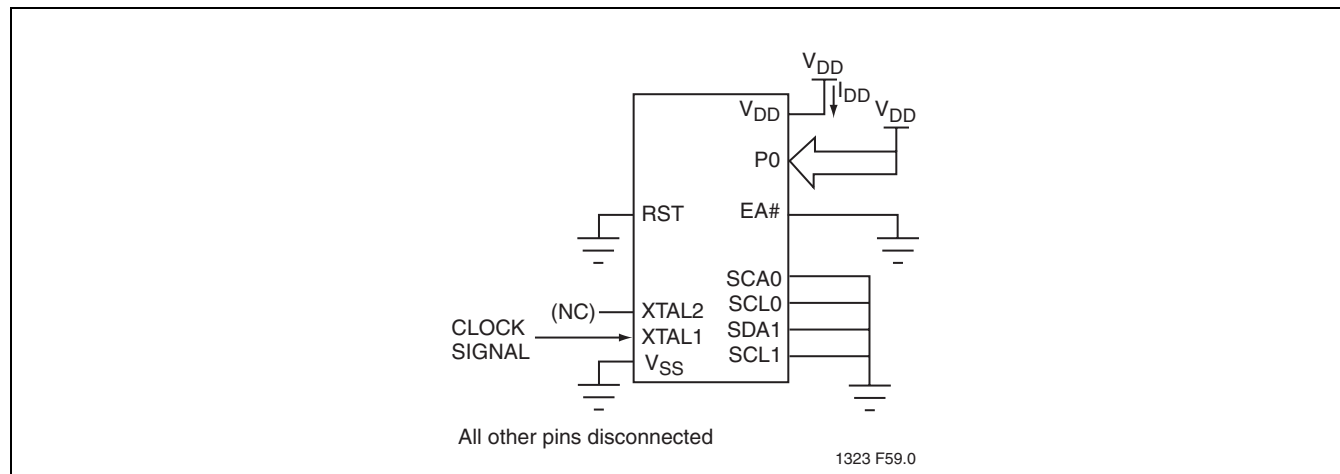 VDD
IDD
VDD
VDD
P0
RST
EA#
SCA0
(NC)
XTAL2
SCL0
CLOCK
SIGNAL
XTAL1
SDA1
VSS
SCL1
All other pins disconnected
1323 F59.0